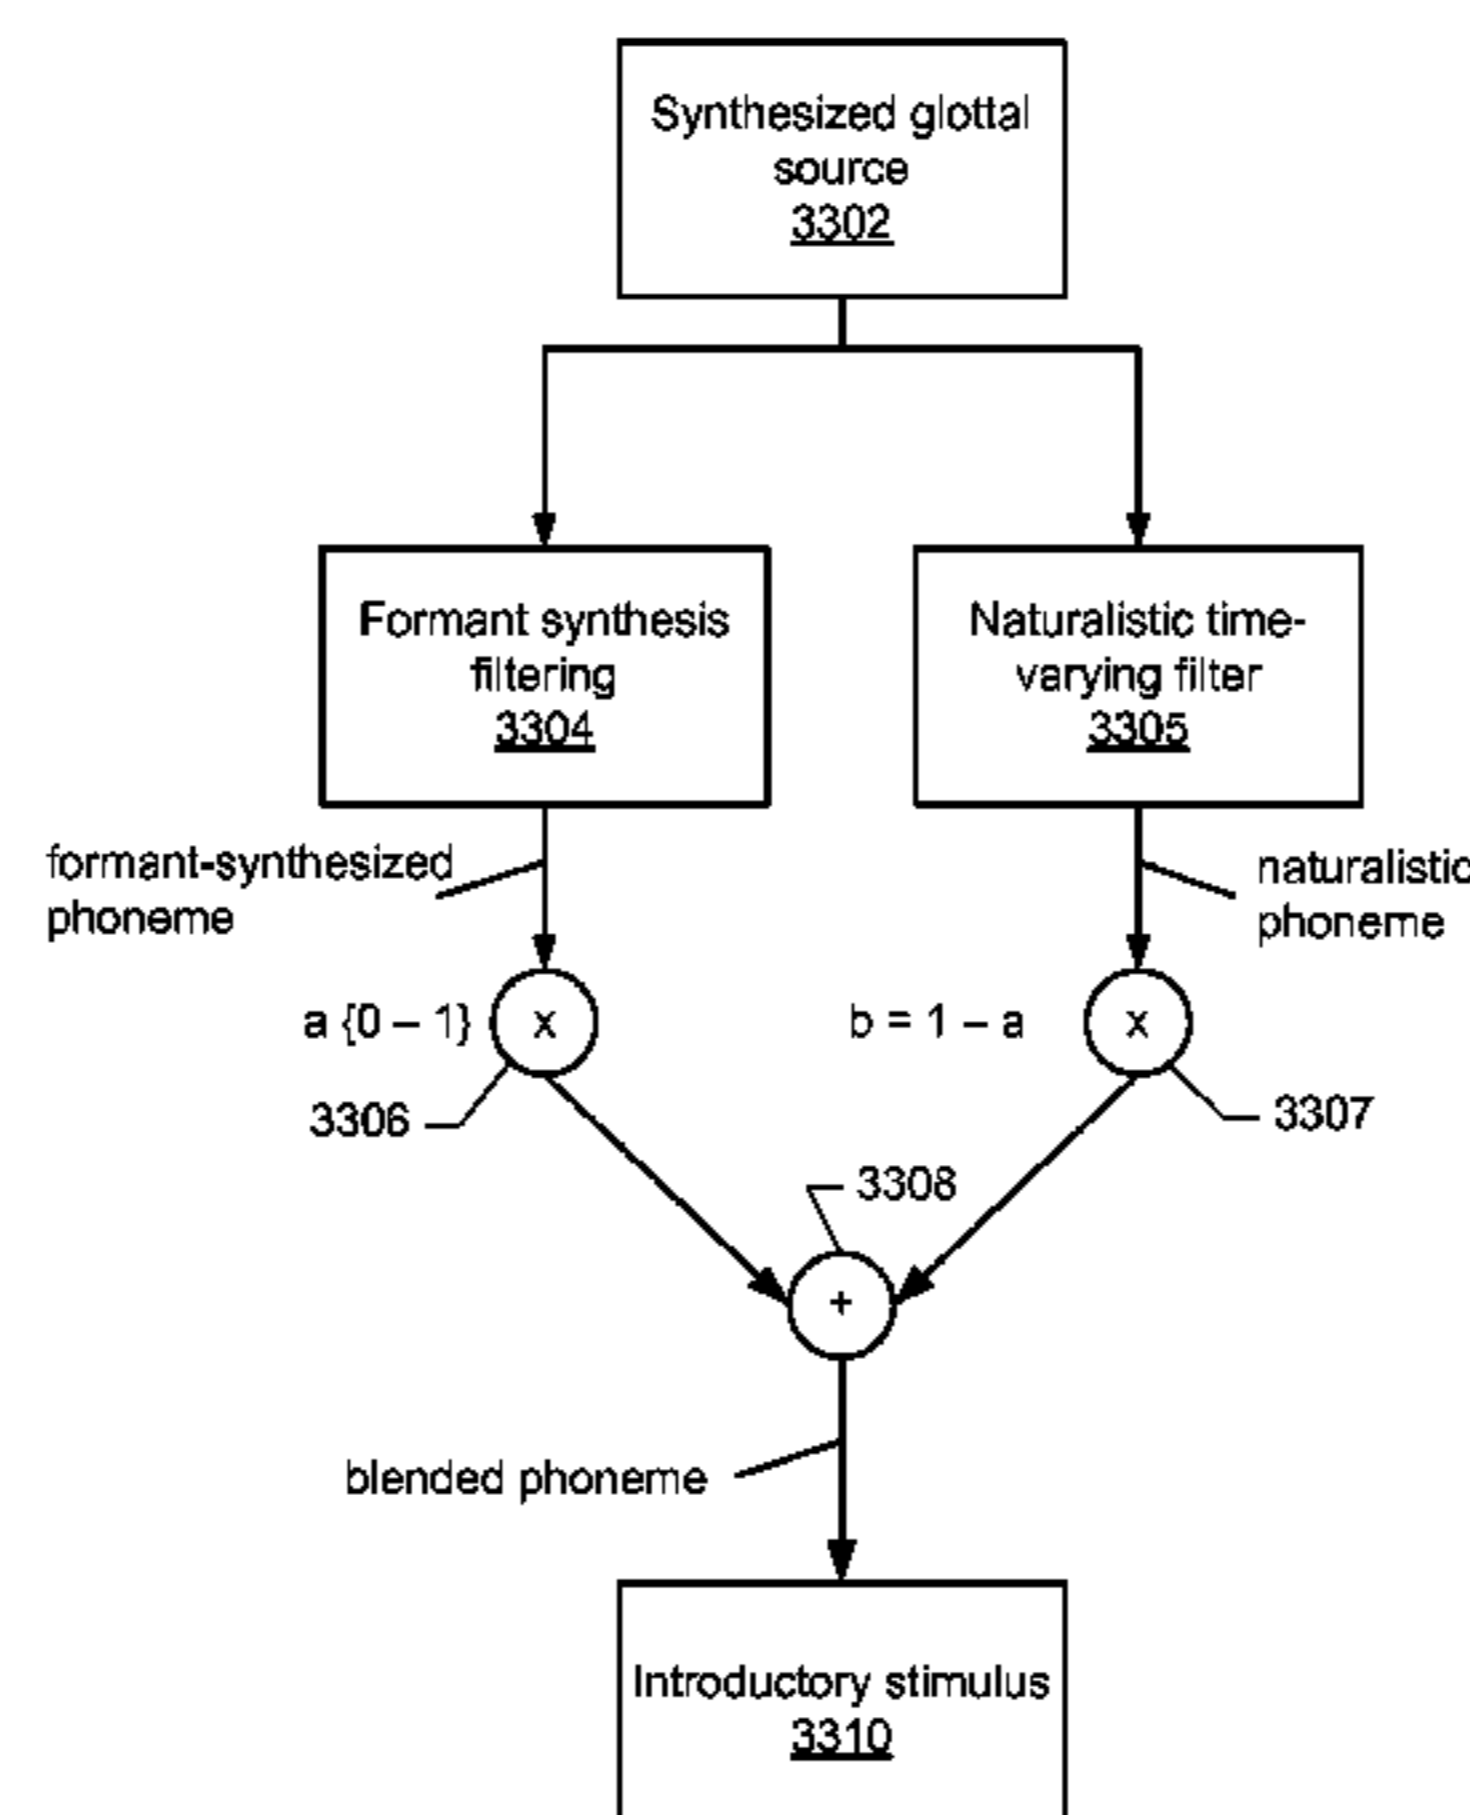 Synthesized glottal
source
3302
Formant synthesis
filtering
3304
Naturalistic time-
varying filter
3305
formant-synthesized
phoneme
naturalistic
phoneme
a {0 – 1}
x
b = 1 – a
x
3306
3307
3308
+
blended phoneme
Introductory stimulus
3310